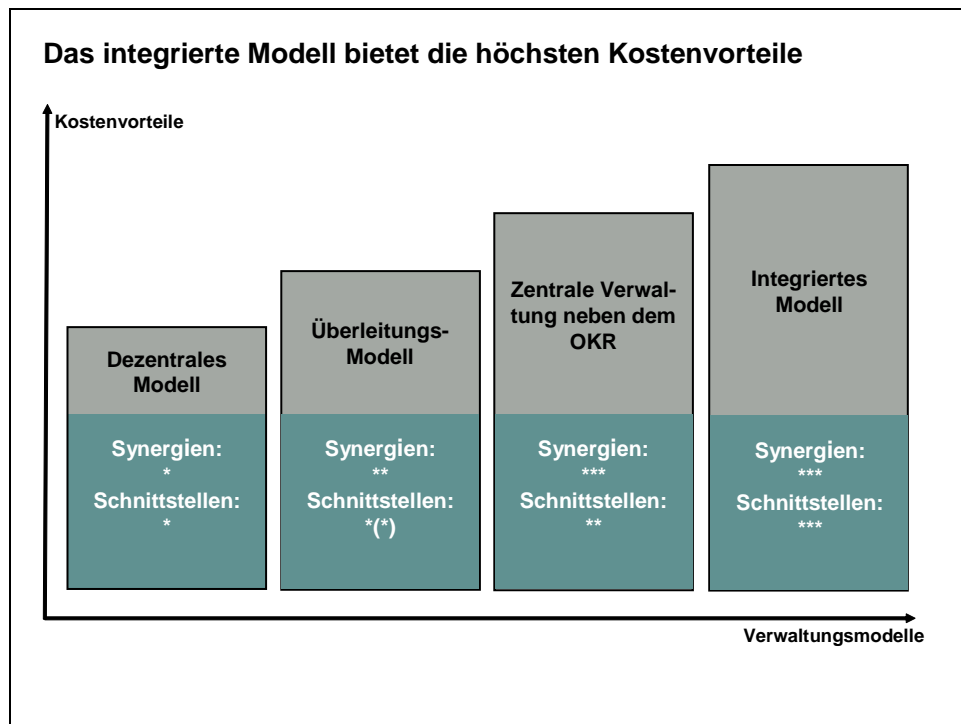 Das integrierte Modell bietet die höchsten Kostenvorteile
Kostenvorteile
Dezentrales
Modell
Synergien:
*
Schnittstellen:
*
Überleitungs-
Modell
Synergien:
**
Schnittstellen:
*(*)
Zentrale Verwal-
tung neben dem
OKR
Synergien:
***
Schnittstellen:
**
Integriertes
Modell
Synergien:
***
Schnittstellen:
***
Verwaltungsmodelle